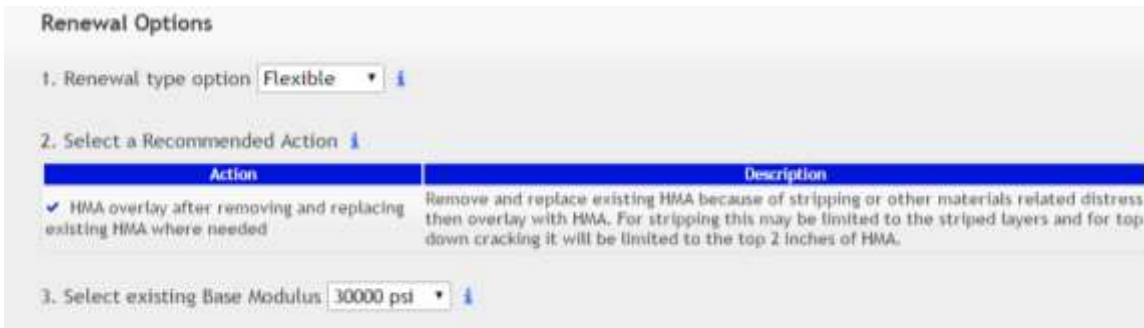 Renewal Options
1. Renewal type option Flexible
2. Select a Recommended Action
Action Description
HMA overlay after removing and replacing existing HMA where needed
Remove and replace existing HMA because of stripping or other materials related distress
then overlay with HMA. For stripping this may be limited to the striped layers and for top
down cracking it will be limited to the top 2 inches of HMA.
3. Select existing Base Modulus 30000 psi